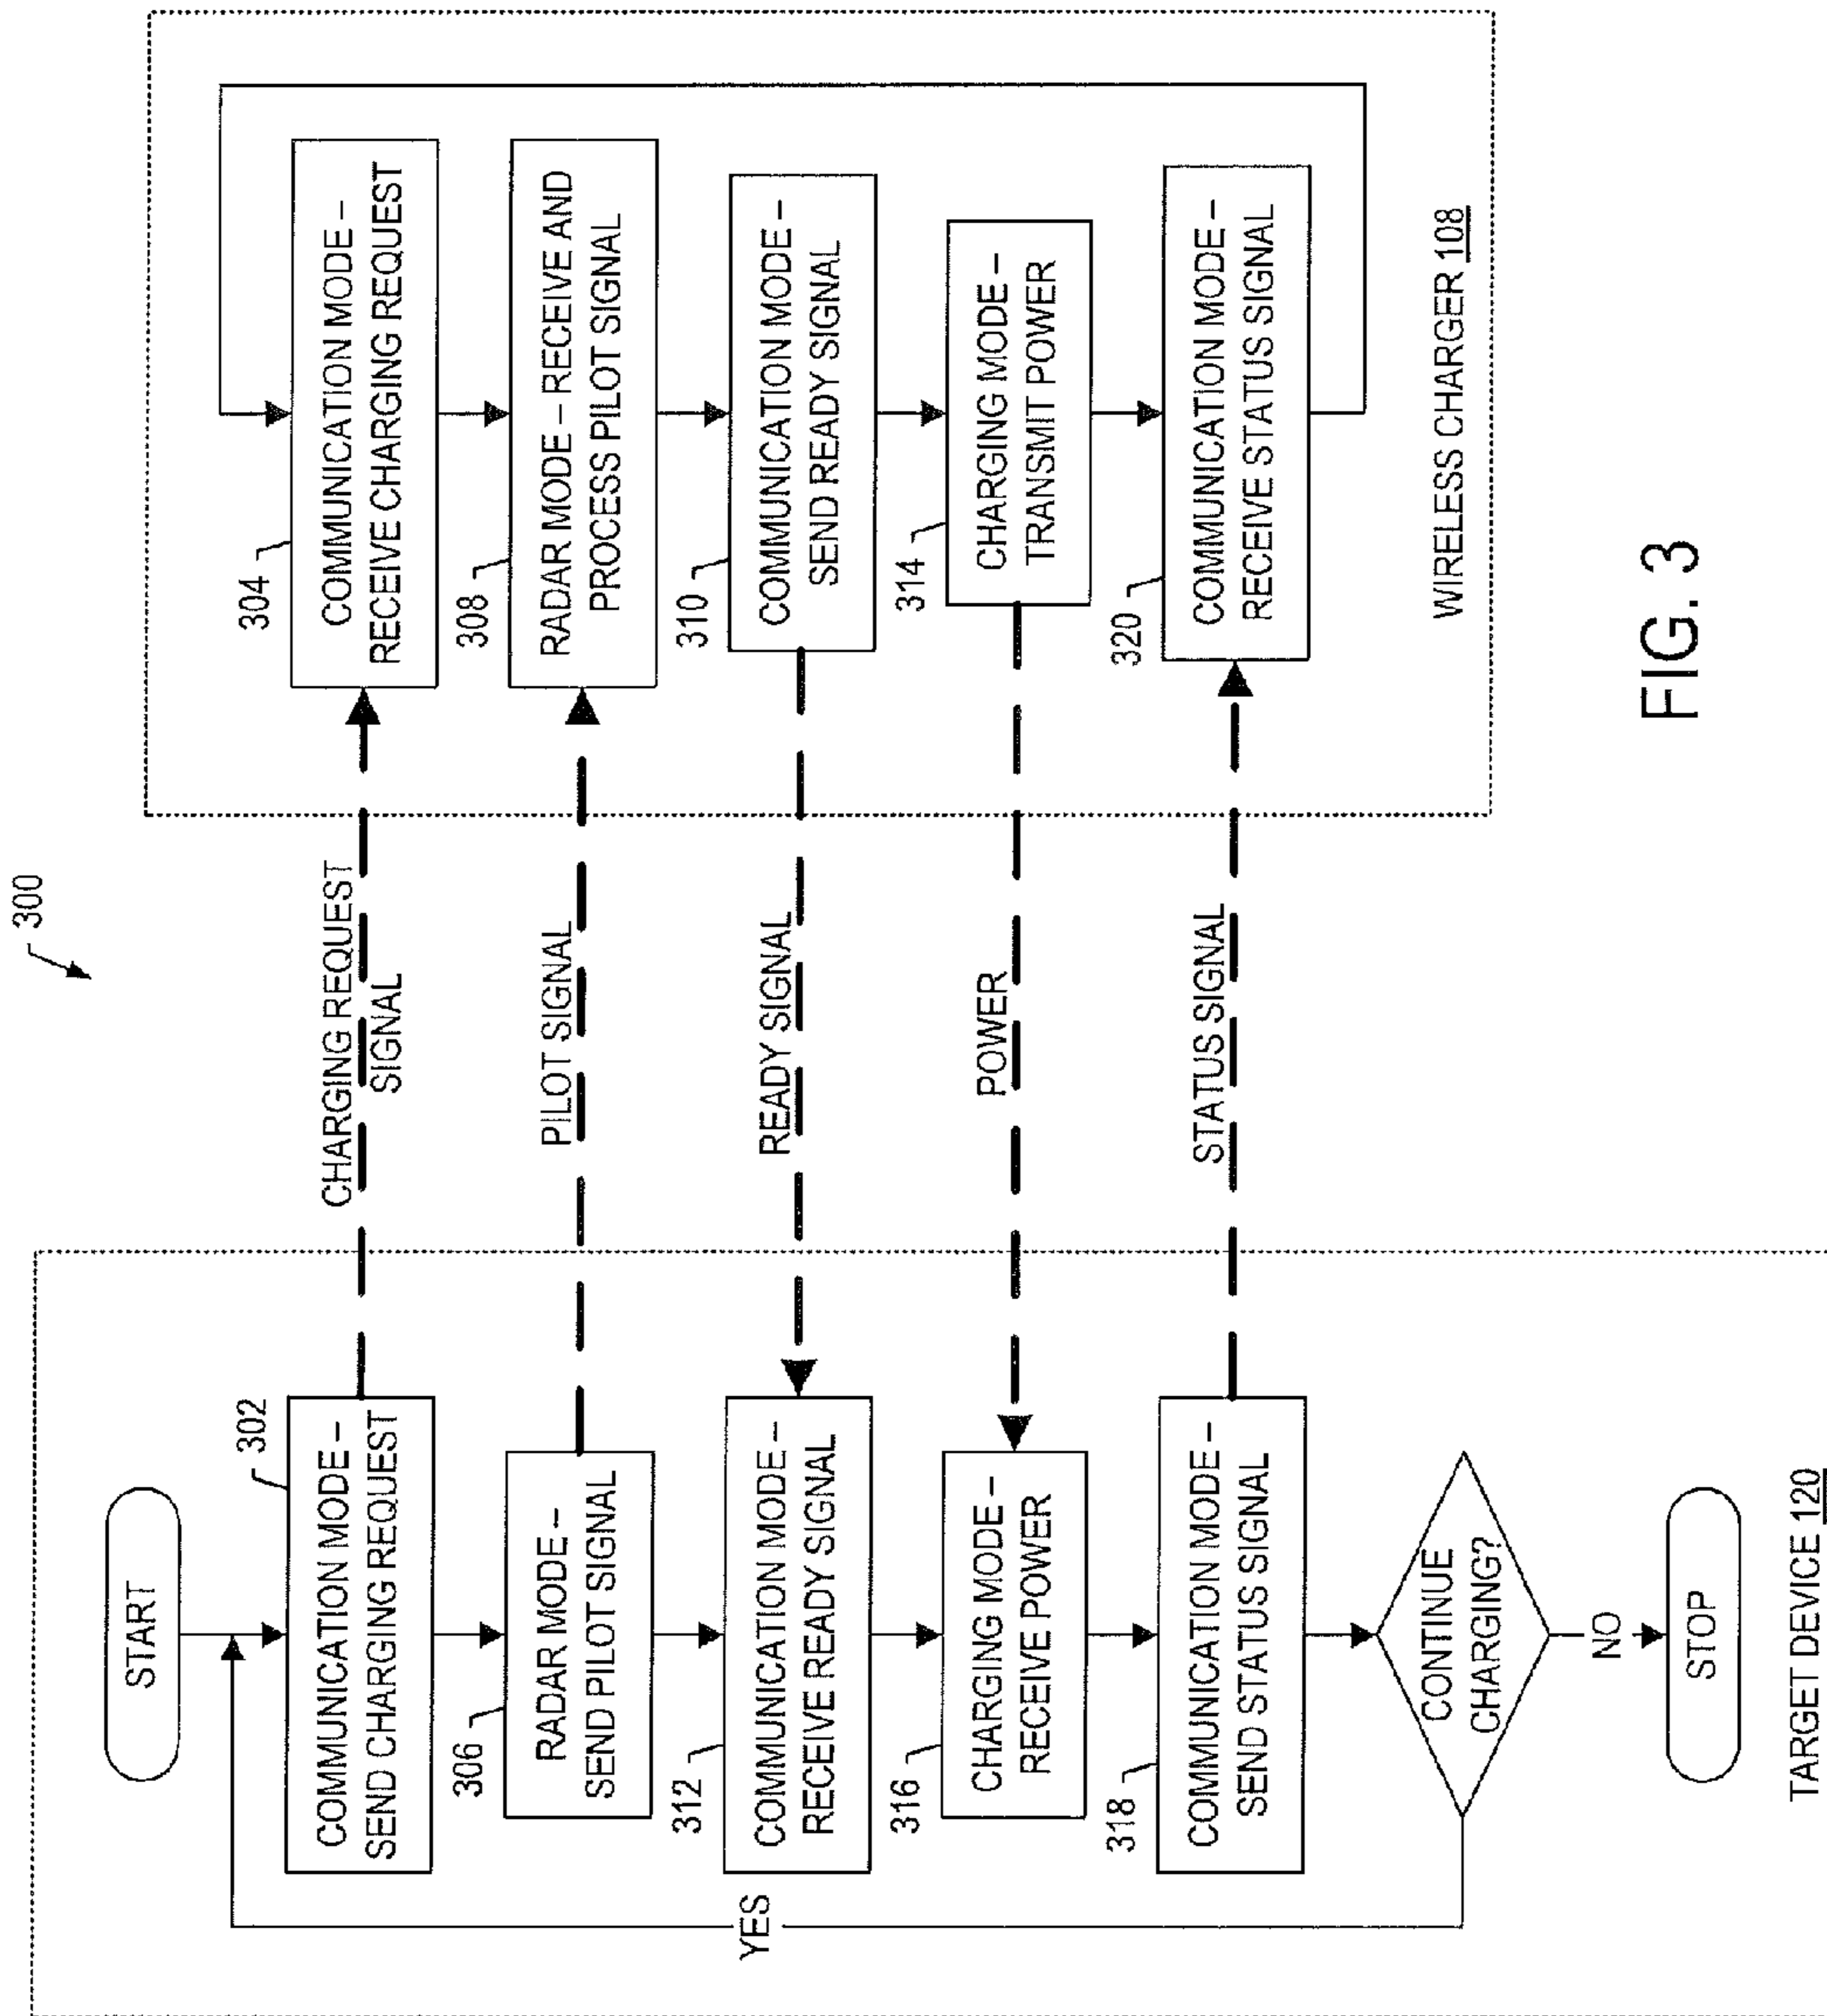 300
START
302
COMMUNICATION MODE –
SEND CHARGING REQUEST
306
RADAR MODE –
SEND PILOT SIGNAL
312
COMMUNICATION MODE –
RECEIVE READY SIGNAL
316
CHARGING MODE –
RECEIVE POWER
318
COMMUNICATION MODE –
SEND STATUS SIGNAL
CONTINUE
CHARGING?
YES
NO
STOP
TARGET DEVICE 120
CHARGING REQUEST
SIGNAL
PILOT SIGNAL
READY SIGNAL
POWER
STATUS SIGNAL
304
COMMUNICATION MODE –
RECEIVE CHARGING REQUEST
308
RADAR MODE – RECEIVE AND
PROCESS PILOT SIGNAL
310
COMMUNICATION MODE –
SEND READY SIGNAL
314
CHARGING MODE –
TRANSMIT POWER
320
COMMUNICATION MODE –
RECEIVE STATUS SIGNAL
WIRELESS CHARGER 108
FIG. 3